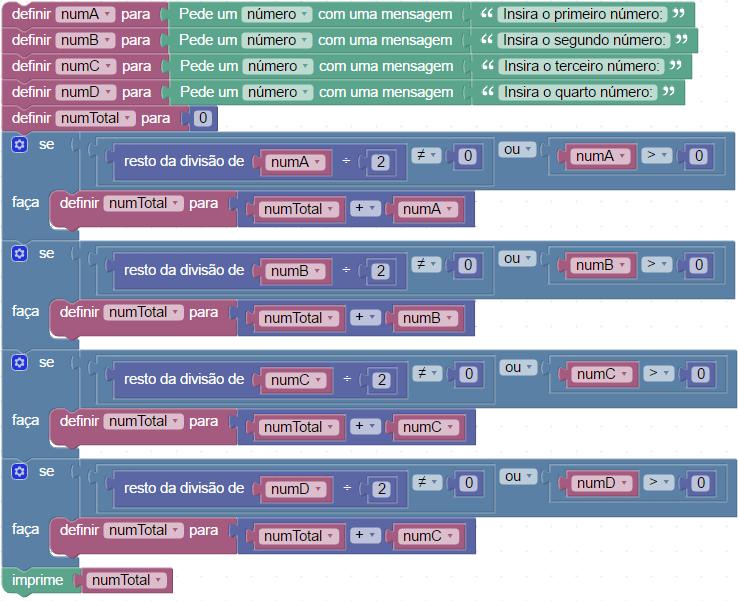 definir numA para Pede um número com uma mensagem “ Insira o primeiro número: ”
definir numB para Pede um número com uma mensagem “ Insira o segundo número: ”
definir numC para Pede um número com uma mensagem “ Insira o terceiro número: ”
definir numD para Pede um número com uma mensagem “ Insira o quarto número: ”
definir numTotal para 0
se resto da divisão de numA ÷ 2 ≠ 0 ou numA > 0
faça definir numTotal para numTotal + numA
se resto da divisão de numB ÷ 2 ≠ 0 ou numB > 0
faça definir numTotal para numTotal + numB
se resto da divisão de numC ÷ 2 ≠ 0 ou numC > 0
faça definir numTotal para numTotal + numC
se resto da divisão de numD ÷ 2 ≠ 0 ou numD > 0
faça definir numTotal para numTotal + numC
imprime numTotal